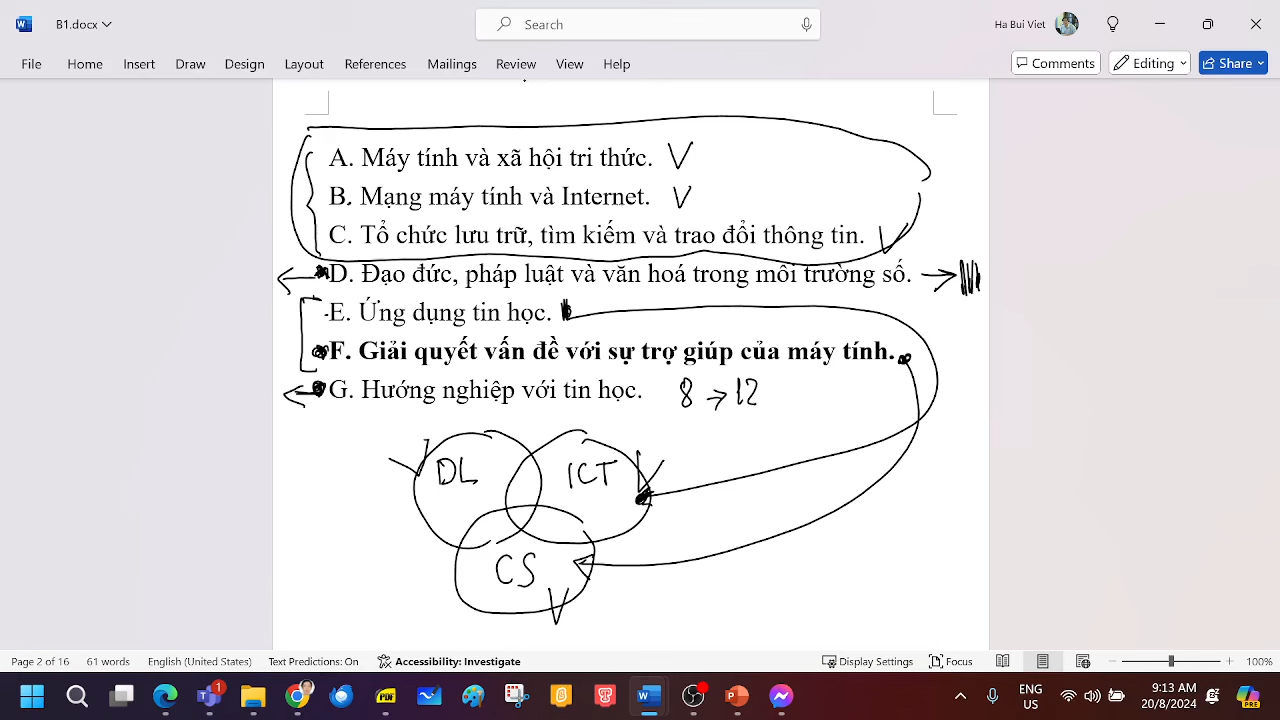 B1.docx
Search
Ha Bui Viet
File Home Insert Draw Design Layout References Mailings Review View Help
Comments Editing Share
A. Máy tính và xã hội tri thức. V
B. Mạng máy tính và Internet. V
C. Tổ chức lưu trữ, tìm kiếm và trao đổi thông tin. V
D. Đạo đức, pháp luật và văn hoá trong môi trường số.
E. Ứng dụng tin học.
F. Giải quyết vấn đề với sự trợ giúp của máy tính.
G. Hướng nghiệp với tin học. 8 → 12
DL ICT
CS
Page 2 of 16 61 words English (United States) Text Predictions: On Accessibility: Investigate Display Settings Focus 100%
1 PDF PRE
ENG
US
9:13 AM
20/8/2024